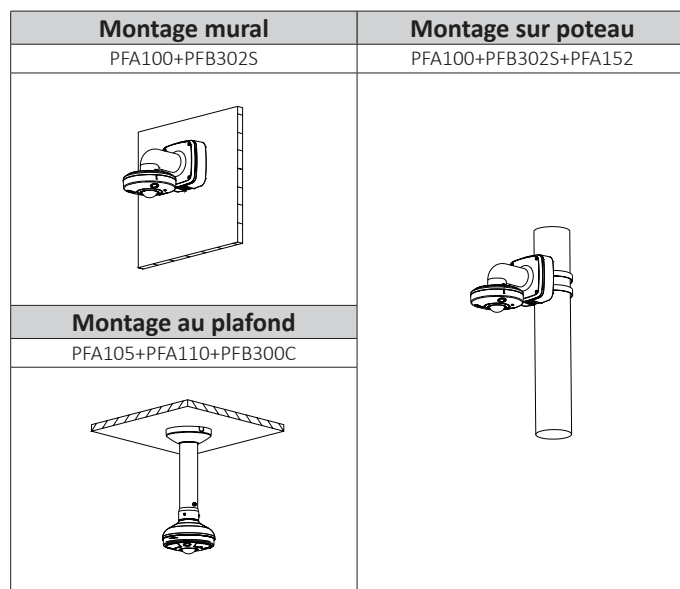 Montage mural
PFA100+PFB302S
Montage sur poteau
PFA100+PFB302S+PFA152
Montage au plafond
PFA105+PFA110+PFB300C